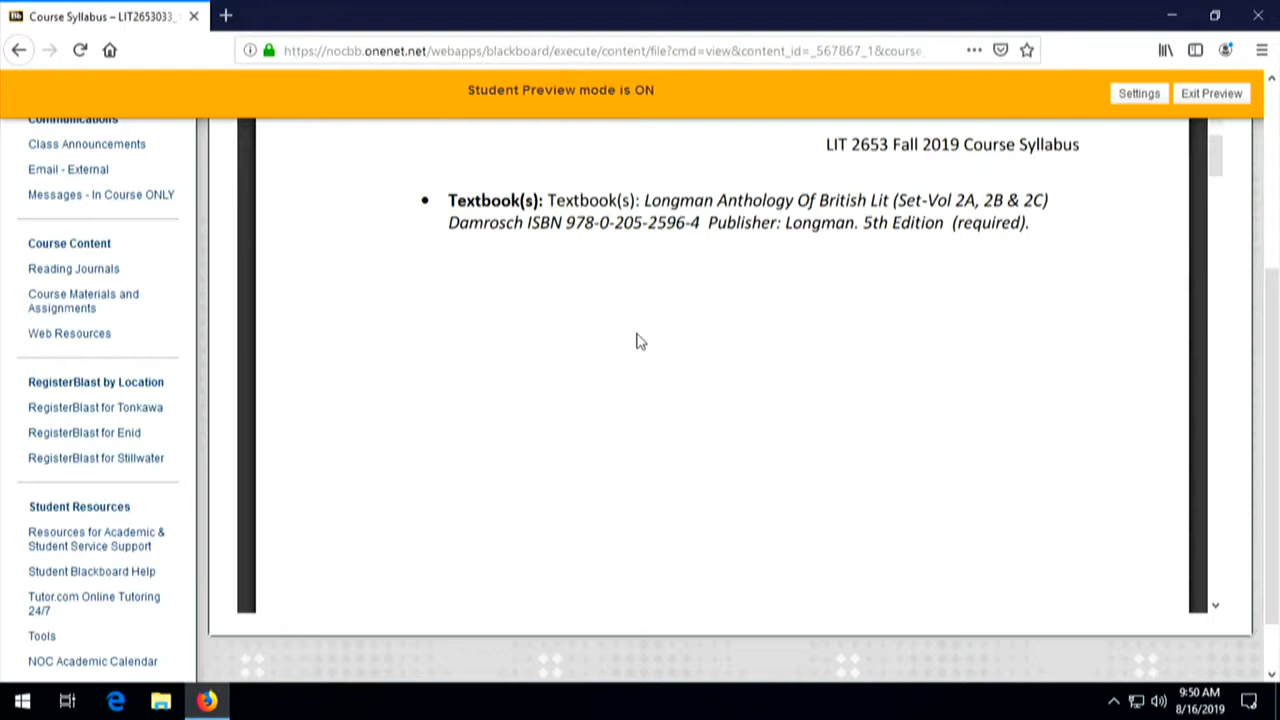 Course Syllabus – LIT2653033_
https://nocbb.onenet.net/webapps/blackboard/execute/content/file?cmd=view&content_id=_567867_1&course_
Student Preview mode is ON
Settings
Exit Preview
Communications
Class Announcements
Email - External
Messages - In Course ONLY
Course Content
Reading Journals
Course Materials and
Assignments
Web Resources
RegisterBlast by Location
RegisterBlast for Tonkawa
RegisterBlast for Enid
RegisterBlast for Stillwater
Student Resources
Resources for Academic &
Student Service Support
Student Blackboard Help
Tutor.com Online Tutoring
24/7
Tools
NOC Academic Calendar
LIT 2653 Fall 2019 Course Syllabus
• Textbook(s): Textbook(s): Longman Anthology Of British Lit (Set-Vol 2A, 2B & 2C)
Damrosch ISBN 978-0-205-2596-4 Publisher: Longman. 5th Edition (required).
9:50 AM
8/16/2019